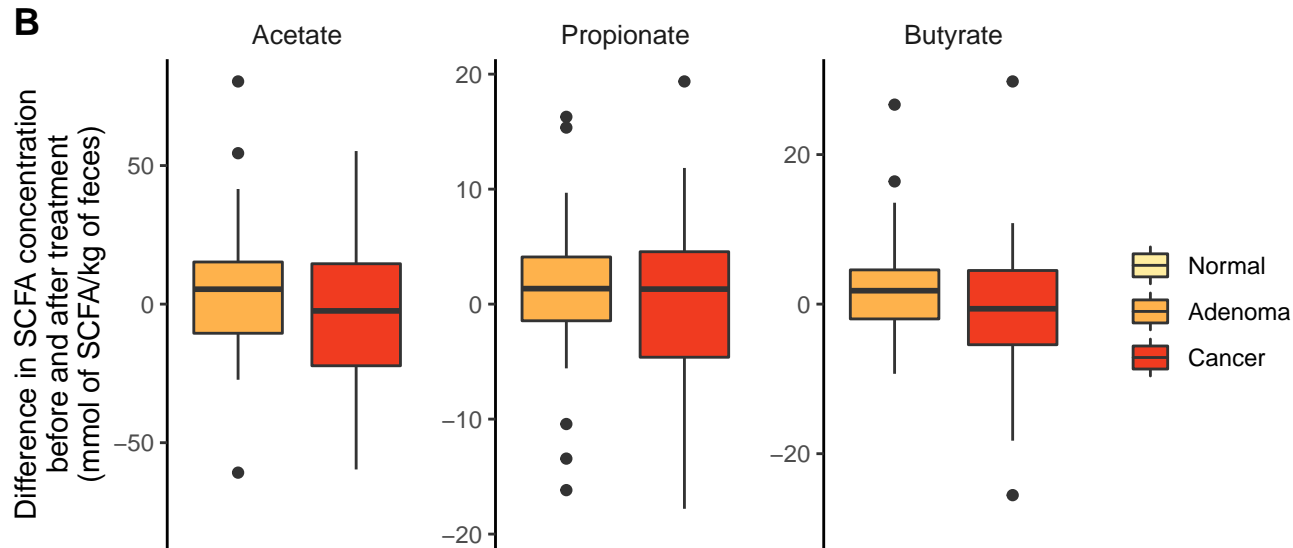 B
Acetate
Propionate
Butyrate
Difference in SCFA concentration
before and after treatment
(mmol of SCFA/kg of feces)
50
0
−50
20
10
0
−10
−20
20
0
−20
Normal
Adenoma
Cancer